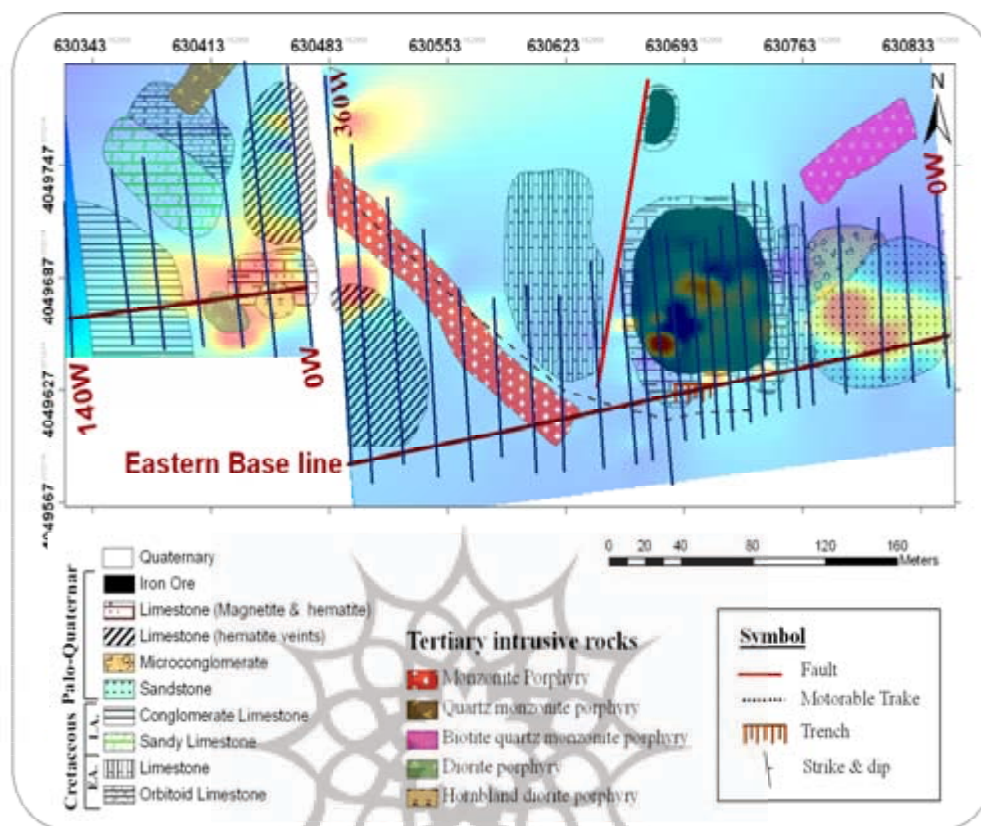 630343 630413 630483 630553 630623 630693 630763 630833
N
360W
0W
4049747
4049687
4049627
4049567
140W
0W
Eastern Base line
0 20 40 80 120 160
Meters
Palo-Quaternar
Cretaceous
LA.
EA.
Quaternary
Iron Ore
Limestone (Magnetite & hematite)
Limestone (hematite veints)
Microconglomerate
Sandstone
Conglomerate Limestone
Sandy Limestone
Limestone
Orbitoid Limestone
Tertiary intrusive rocks
Monzonite Porphyry
Quartz monzonite porphyry
Biotite quartz monzonite porphyry
Diorite porphyry
Hornbland diorite porphyry
Symbol
Fault
Motorable Trake
Trench
Strike & dip